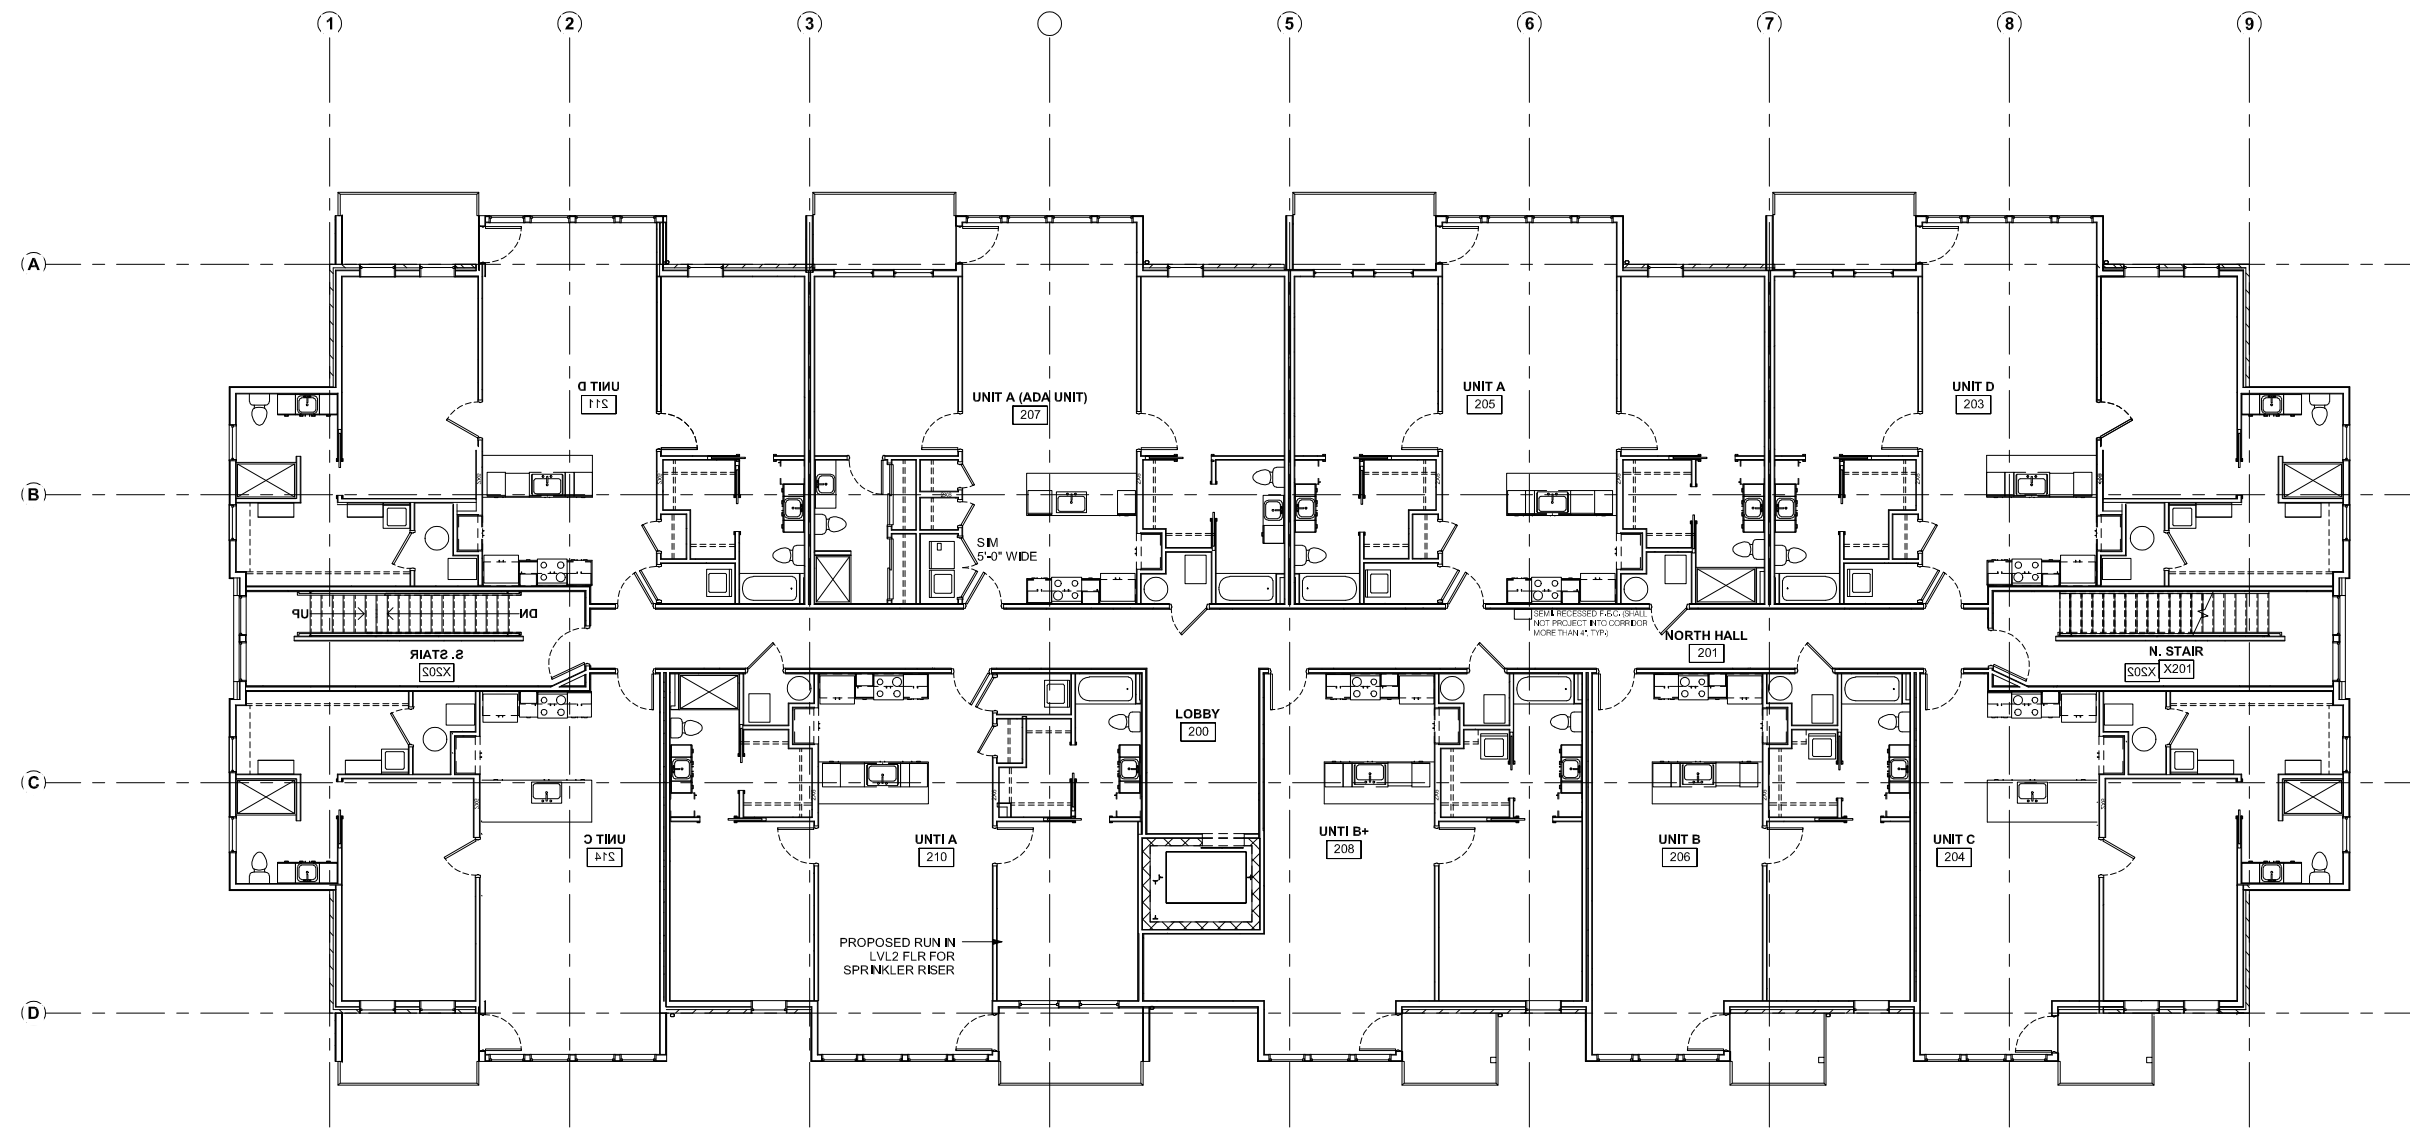 1 2 3 5 6 7 8 9
A
UNIT D
211
UNIT A (ADA UNIT)
207
UNIT A
205
UNIT D
203
B
SIM
5'-0" WIDE
UP
DN
S. STAIR
X202
SEMI RECESSED F.E.C. (SHALL
NOT PROJECT INTO CORRIDOR
MORE THAN 4", TYP.)
NORTH HALL
201
N. STAIR
X202 X201
LOBBY
200
C
UNIT C
214
UNTI A
210
UNTI B+
208
UNIT B
206
UNIT C
204
PROPOSED RUN IN
LVL2 FLR FOR
SPRINKLER RISER
D